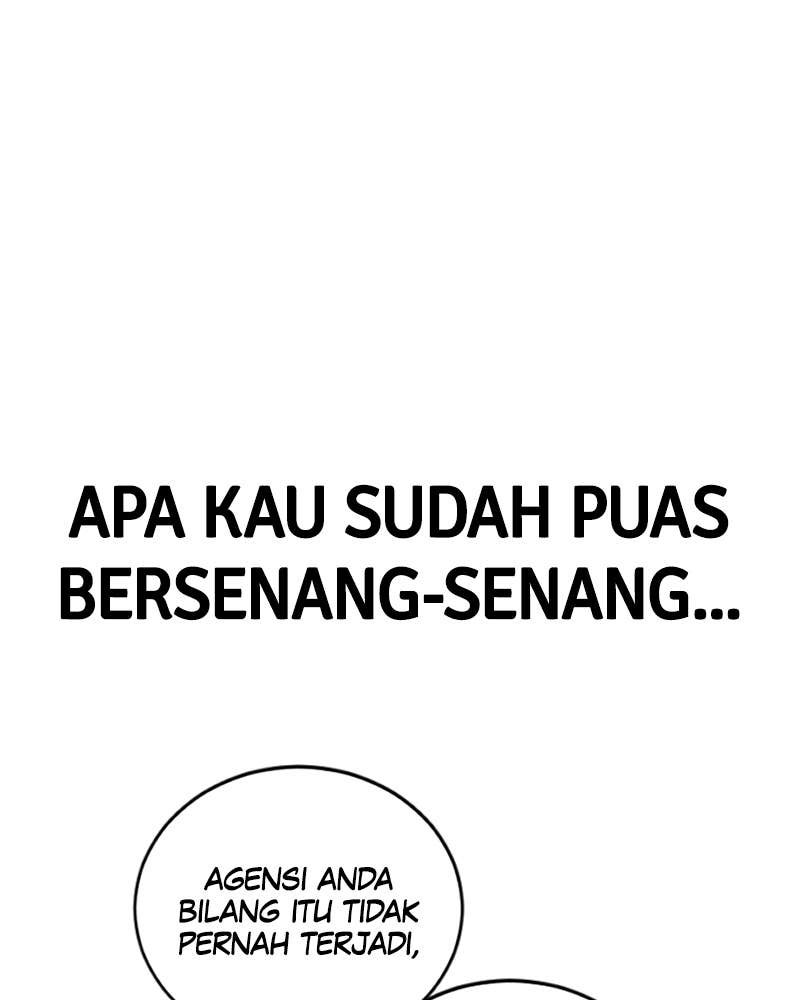 APA KAU SUDAH PUAS
BERSENANG-SENANG...
AGENSI ANDA
BILANG ITU TIDAK
PERNAH TERJADI,